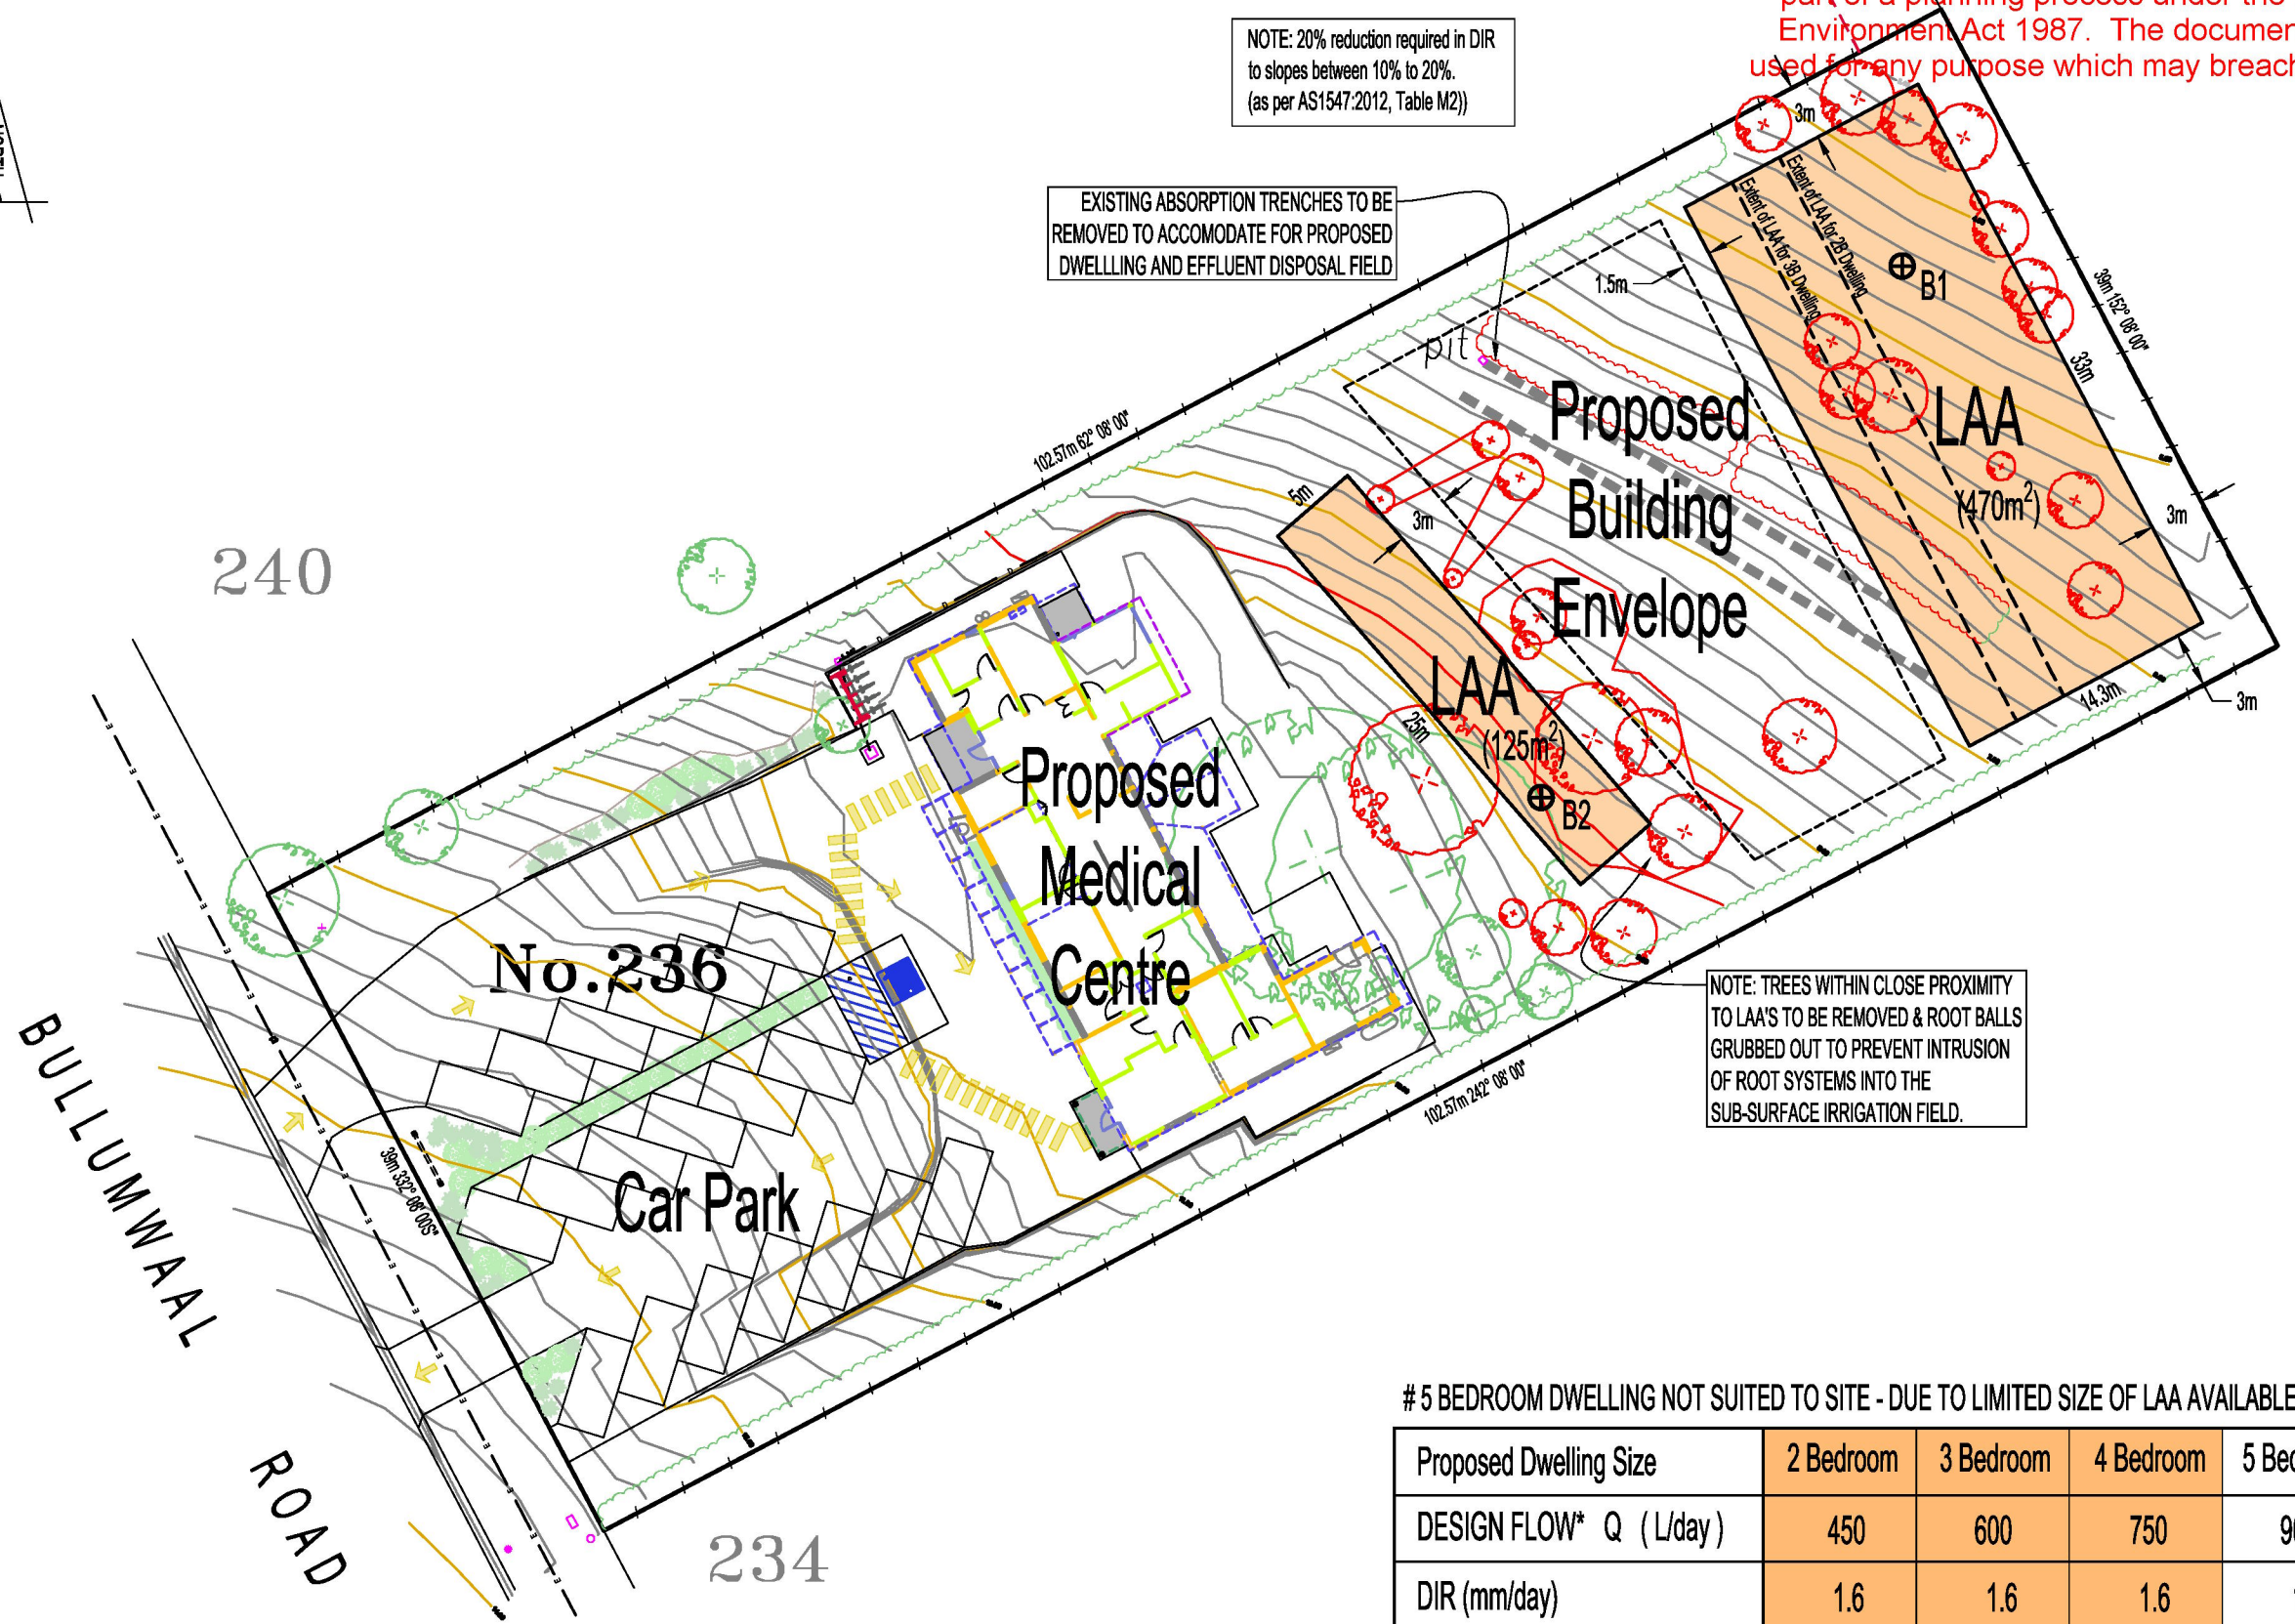 part of a planning process under the
Environment Act 1987. The documen
used for any purpose which may breach
NOTE: 20% reduction required in DIR
to slopes between 10% to 20%.
(as per AS1547:2012, Table M2))
EXISTING ABSORPTION TRENCHES TO BE
REMOVED TO ACCOMODATE FOR PROPOSED
DWELLLING AND EFFLUENT DISPOSAL FIELD
3m
Extent of LAA for 2B Dwelling
Extent of LAA for 3B Dwelling
B1
1.5m
39m 152° 08' 00"
33m
pit
102.57m 62° 08' 00"
Proposed
Building
Envelope
LAA
(470m²)
3m
5m
3m
240
LAA
(125m²)
25m
B2
14.3m
3m
Proposed
Medical
Centre
No.236
NOTE: TREES WITHIN CLOSE PROXIMITY
TO LAA'S TO BE REMOVED & ROOT BALLS
GRUBBED OUT TO PREVENT INTRUSION
OF ROOT SYSTEMS INTO THE
SUB-SURFACE IRRIGATION FIELD.
102.57m 242° 08' 00"
39m 332° 08' 00S"
Car Park
BULLUMWAAL
ROAD
234
# 5 BEDROOM DWELLING NOT SUITED TO SITE - DUE TO LIMITED SIZE OF LAA AVAILABLE
Proposed Dwelling Size 2 Bedroom 3 Bedroom 4 Bedroom 5 Bed
DESIGN FLOW* Q ( L/day ) 450 600 750
DIR (mm/day) 1.6 1.6 1.6